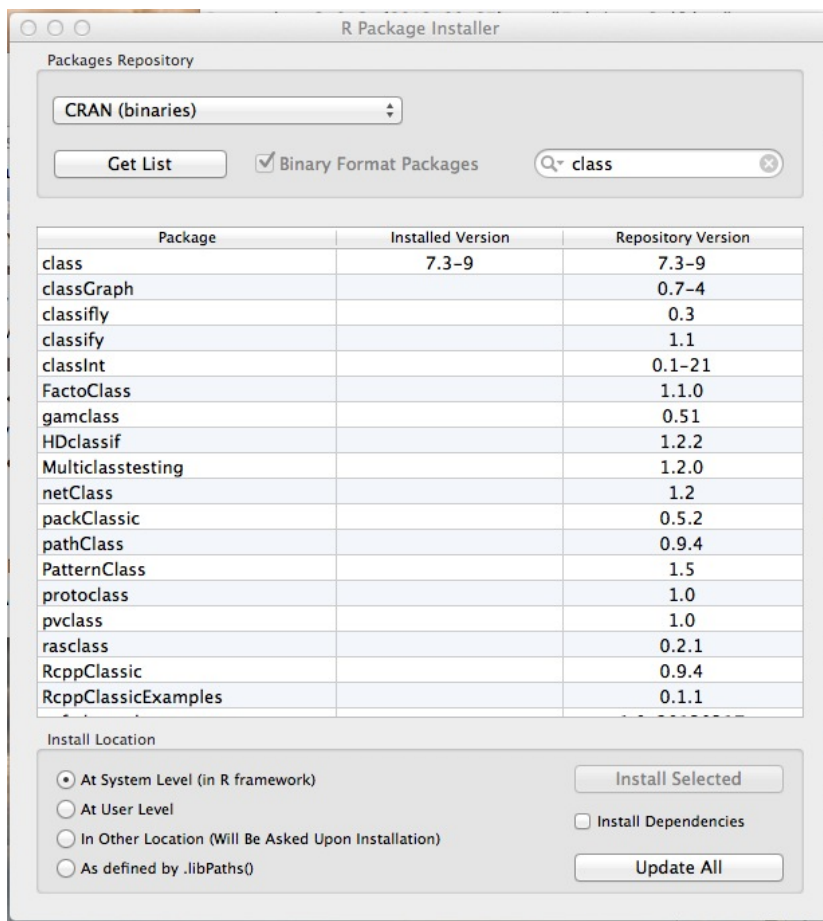 R Package Installer
Packages Repository
CRAN (binaries)
Get List
Binary Format Packages
class
Package Installed Version Repository Version
class 7.3-9 7.3-9
classGraph 0.7-4
classifly 0.3
classify 1.1
classInt 0.1-21
FactoClass 1.1.0
gamclass 0.51
HDclassif 1.2.2
Multiclasstesting 1.2.0
netClass 1.2
packClassic 0.5.2
pathClass 0.9.4
PatternClass 1.5
protoclass 1.0
pvclass 1.0
rasclass 0.2.1
RcppClassic 0.9.4
RcppClassicExamples 0.1.1
Install Location
At System Level (in R framework)
At User Level
In Other Location (Will Be Asked Upon Installation)
As defined by .libPaths()
Install Selected
Install Dependencies
Update All